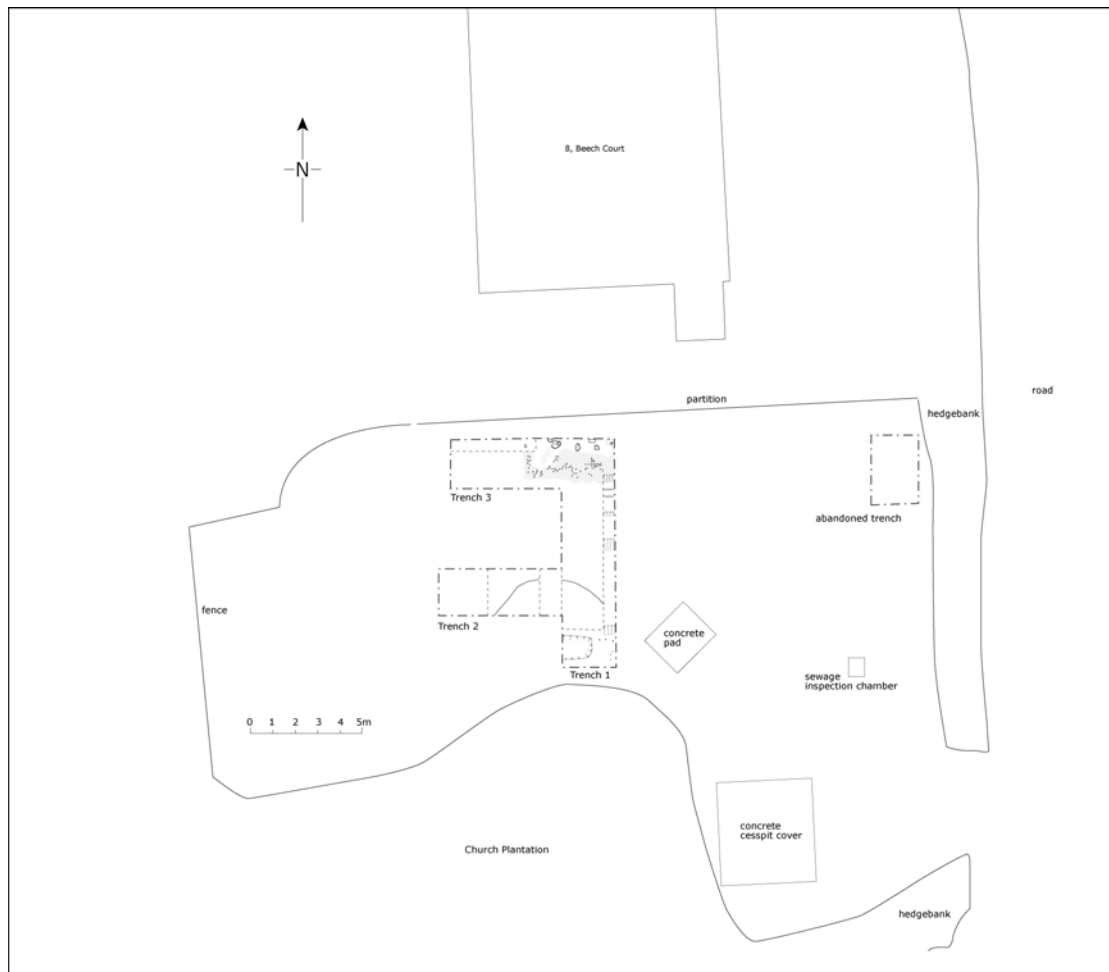 8, Beech Court
N
road
partition
hedgebank
Trench 3
abandoned trench
fence
Trench 2
concrete
pad
sewage
inspection chamber
Trench 1
0 1 2 3 4 5m
concrete
cesspit cover
Church Plantation
hedgebank